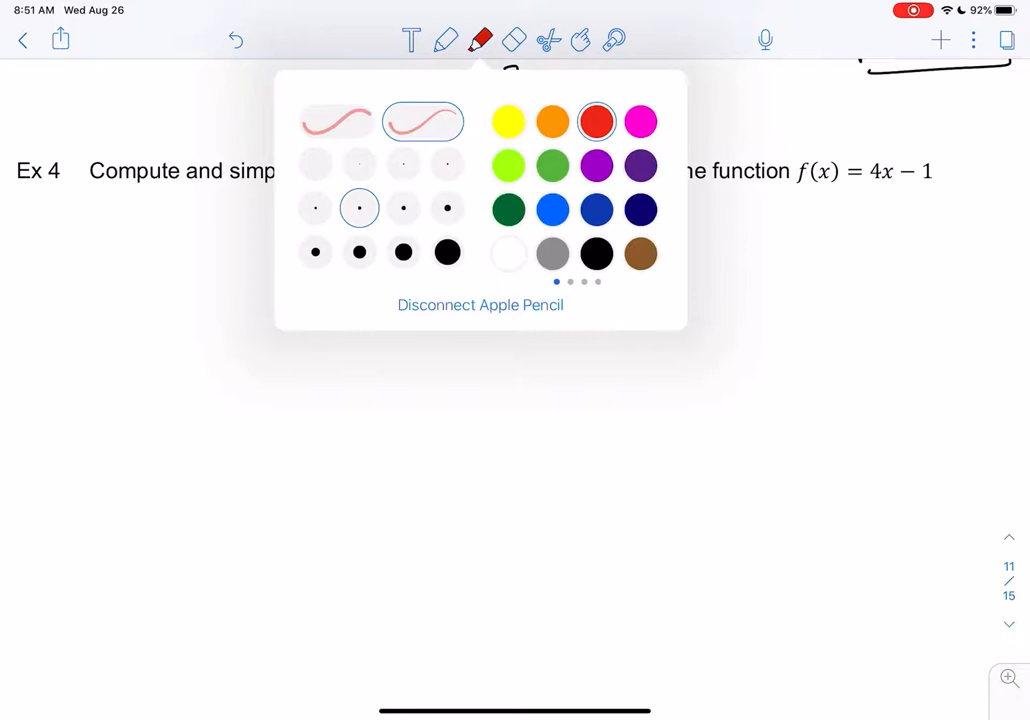 8:51 AM Wed Aug 26
92%
T
Ex 4 Compute and simp
he function f(x) = 4x − 1
Disconnect Apple Pencil
11
/
15